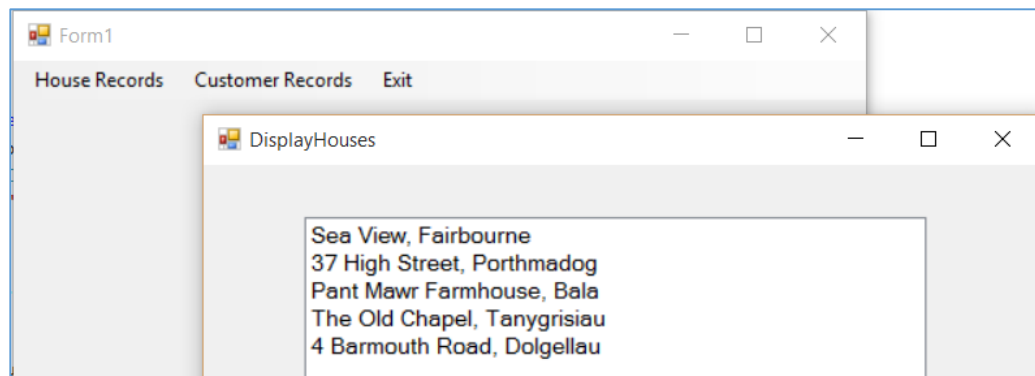 Form1
House Records Customer Records Exit
DisplayHouses
Sea View, Fairbourne
37 High Street, Porthmadog
Pant Mawr Farmhouse, Bala
The Old Chapel, Tanygrisiau
4 Barmouth Road, Dolgellau